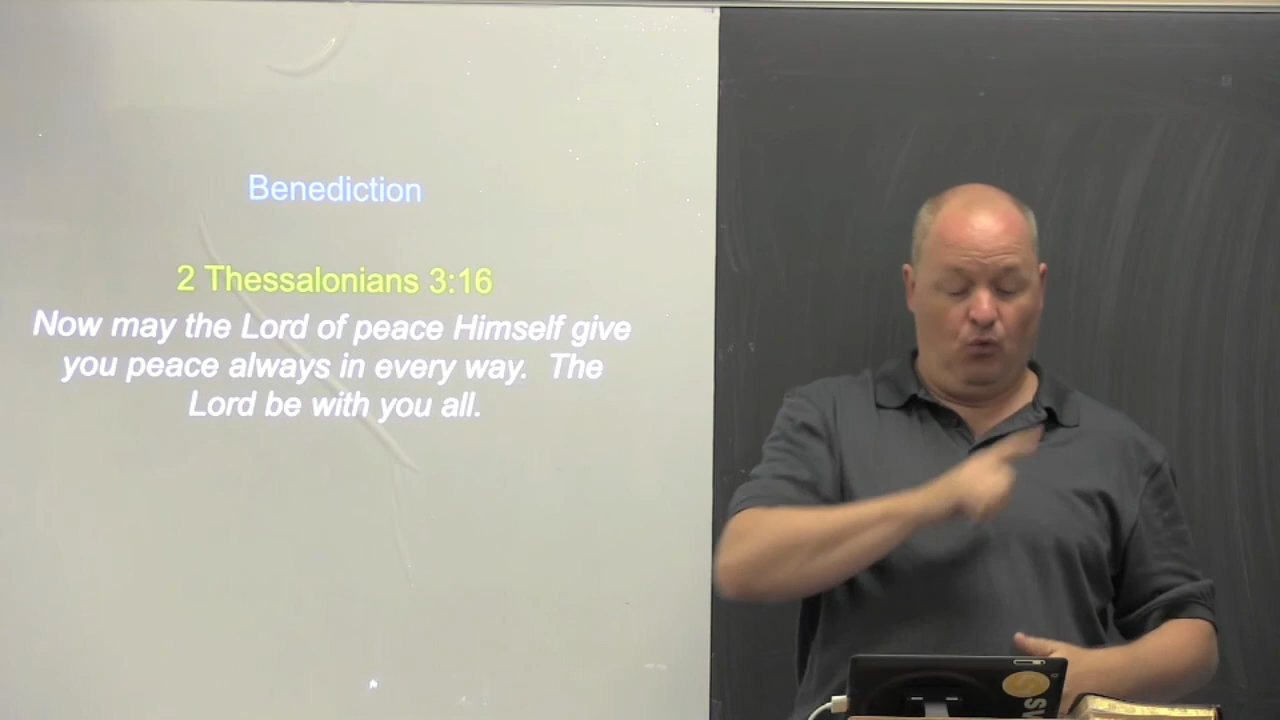 Benediction
2 Thessalonians 3:16
Now may the Lord of peace Himself give
you peace always in every way.  The
Lord be with you all.